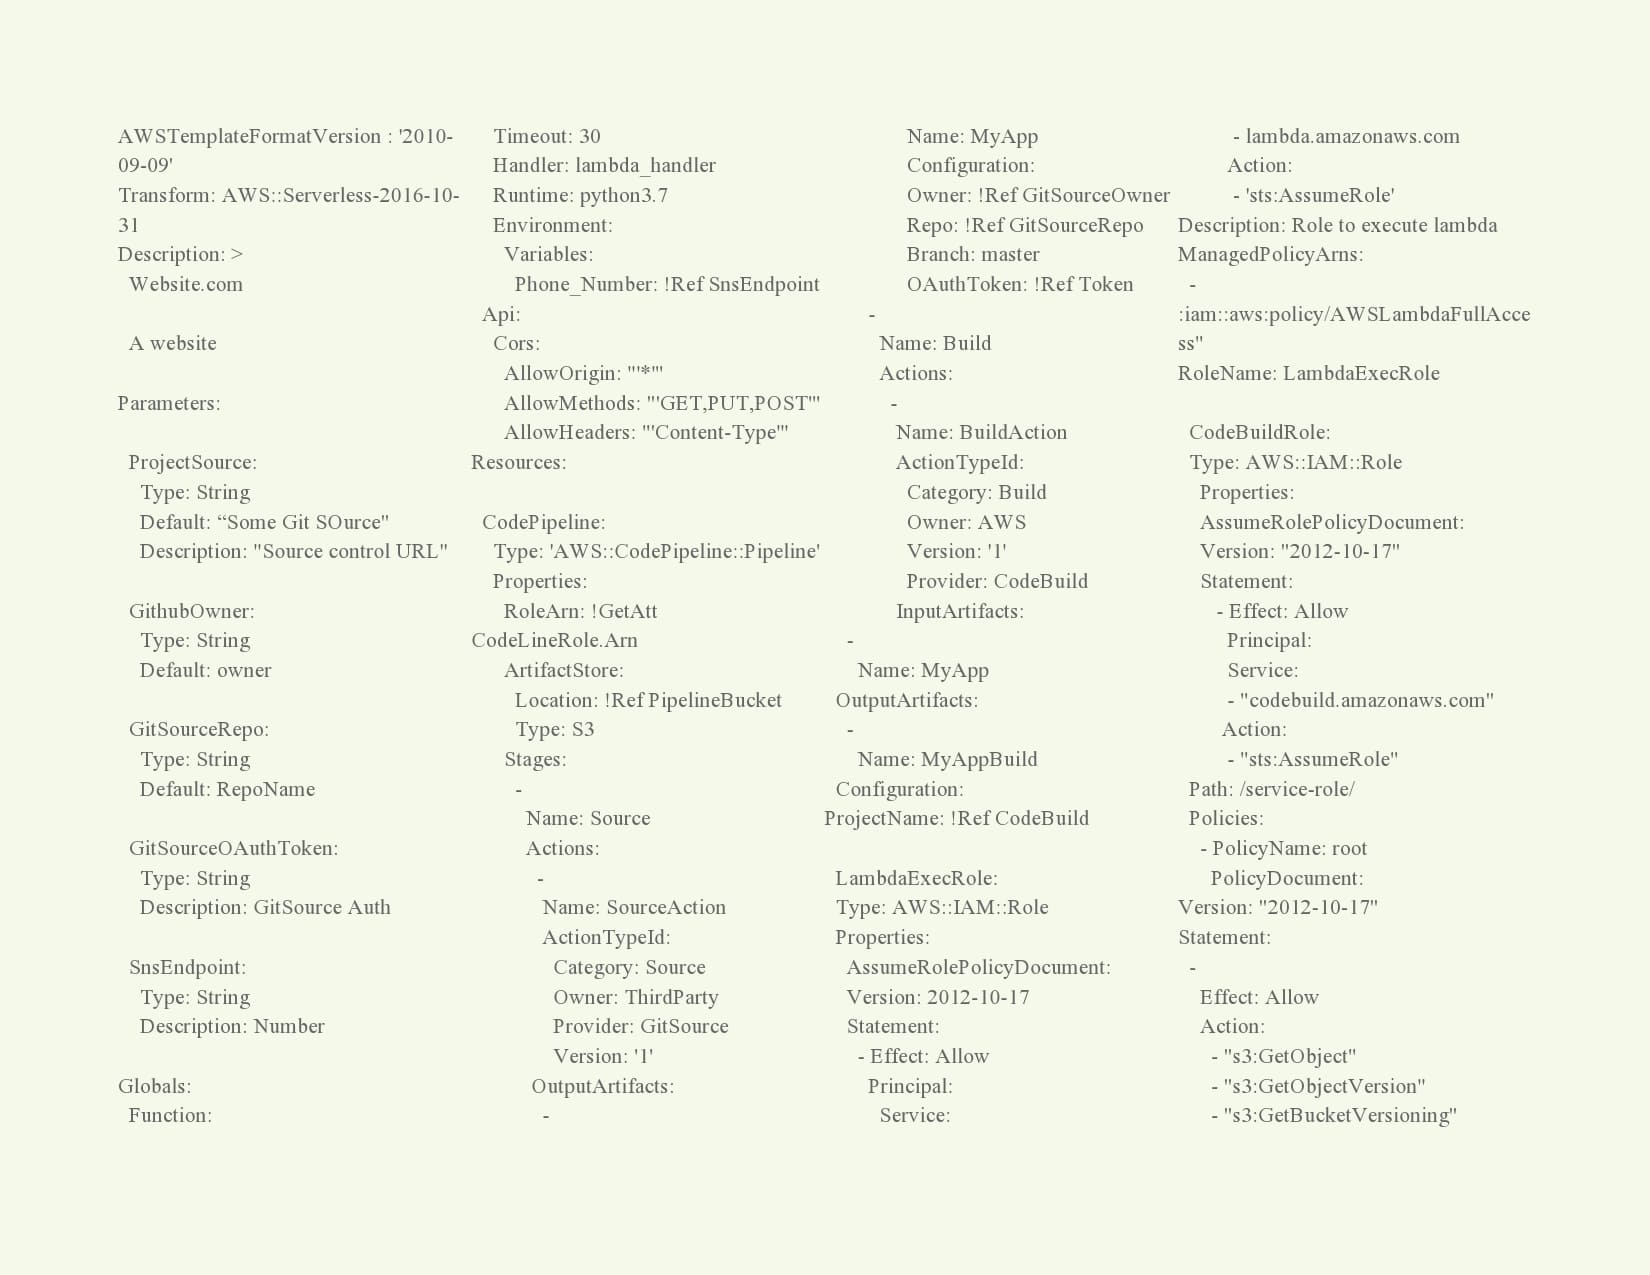 AWSTemplateFormatVersion : '2010-
09-09'
Transform: AWS::Serverless-2016-10-
31
Description: >
Website.com
A website
Parameters:
ProjectSource:
Type: String
Default: “Some Git SOurce"
Description: "Source control URL"
GithubOwner:
Type: String
Default: owner
GitSourceRepo:
Type: String
Default: RepoName
GitSourceOAuthToken:
Type: String
Description: GitSource Auth
SnsEndpoint:
Type: String
Description: Number
Globals:
Function:
Timeout: 30
Handler: lambda_handler
Runtime: python3.7
Environment:
Variables:
Phone_Number: !Ref SnsEndpoint
Api:
Cors:
AllowOrigin: "'*'"
AllowMethods: "'GET,PUT,POST'"
AllowHeaders: "'Content-Type'"
Resources:
CodePipeline:
Type: 'AWS::CodePipeline::Pipeline'
Properties:
RoleArn: !GetAtt
CodeLineRole.Arn
ArtifactStore:
Location: !Ref PipelineBucket
Type: S3
Stages:
-
Name: Source
Actions:
-
Name: SourceAction
ActionTypeId:
Category: Source
Owner: ThirdParty
Provider: GitSource
Version: '1'
OutputArtifacts:
-
Name: MyApp
Configuration:
Owner: !Ref GitSourceOwner
Repo: !Ref GitSourceRepo
Branch: master
OAuthToken: !Ref Token
-
Name: Build
Actions:
-
Name: BuildAction
ActionTypeId:
Category: Build
Owner: AWS
Version: '1'
Provider: CodeBuild
InputArtifacts:
-
Name: MyApp
OutputArtifacts:
-
Name: MyAppBuild
Configuration:
ProjectName: !Ref CodeBuild
LambdaExecRole:
Type: AWS::IAM::Role
Properties:
AssumeRolePolicyDocument:
Version: 2012-10-17
Statement:
- Effect: Allow
Principal:
Service:
- lambda.amazonaws.com
Action:
- 'sts:AssumeRole'
Description: Role to execute lambda
ManagedPolicyArns:
-
:iam::aws:policy/AWSLambdaFullAcce
ss"
RoleName: LambdaExecRole
CodeBuildRole:
Type: AWS::IAM::Role
Properties:
AssumeRolePolicyDocument:
Version: "2012-10-17"
Statement:
- Effect: Allow
Principal:
Service:
- "codebuild.amazonaws.com"
Action:
- "sts:AssumeRole"
Path: /service-role/
Policies:
- PolicyName: root
PolicyDocument:
Version: "2012-10-17"
Statement:
-
Effect: Allow
Action:
- "s3:GetObject"
- "s3:GetObjectVersion"
- "s3:GetBucketVersioning"